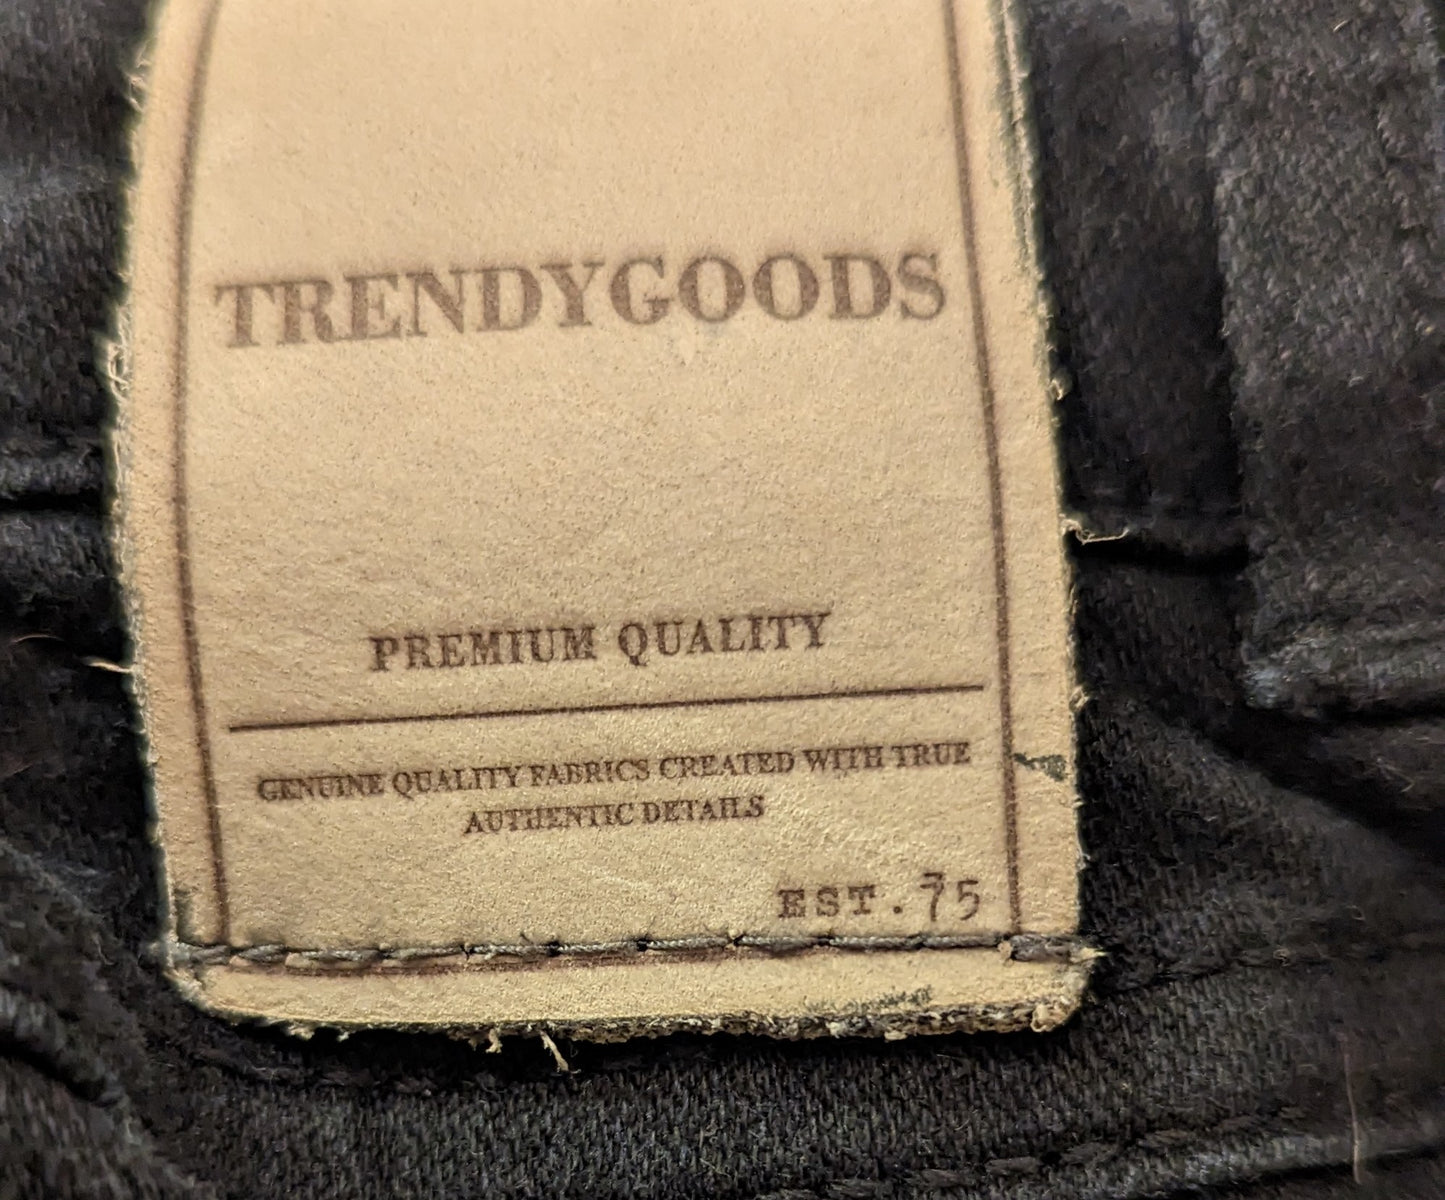 TRENDYGOODS
PREMIUM QUALITY
GENUINE QUALITY FABRICS CREATED WITH TRUE
AUTHENTIC DETAILS
EST.75